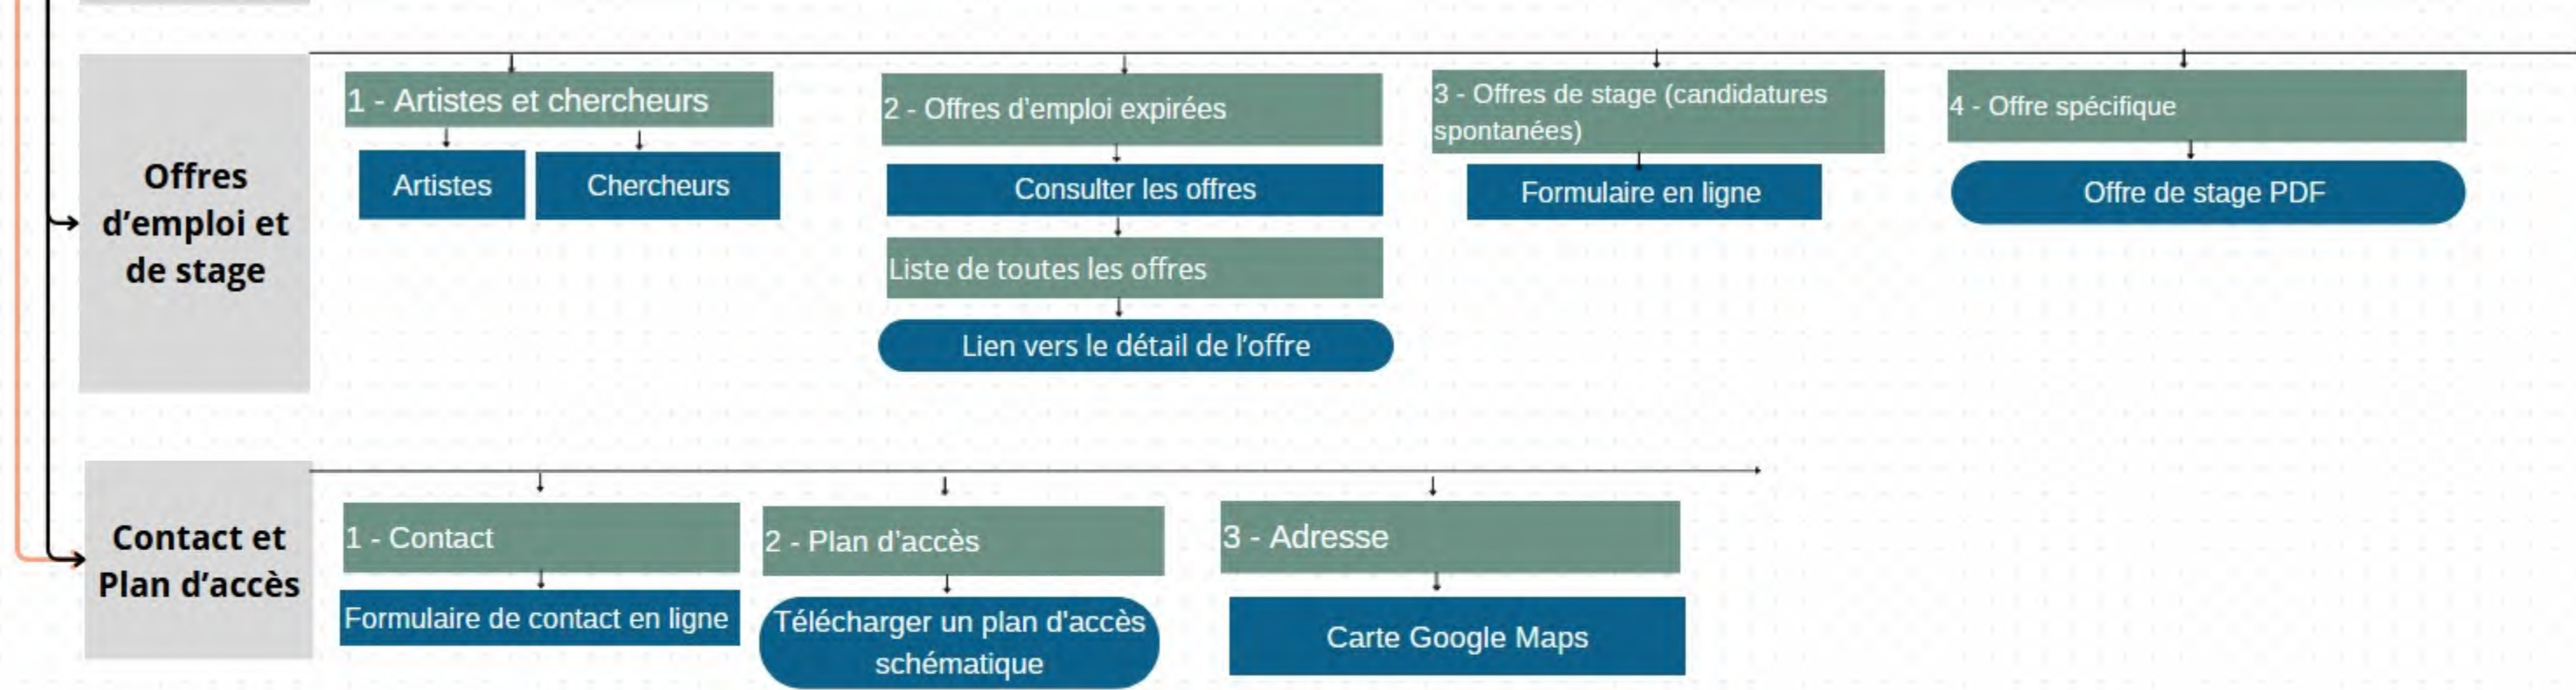 Offres
d’emploi et
de stage
1 - Artistes et chercheurs
Artistes
Chercheurs
2 - Offres d’emploi expirées
Consulter les offres
Liste de toutes les offres
Lien vers le détail de l’offre
3 - Offres de stage (candidatures
spontanées)
Formulaire en ligne
4 - Offre spécifique
Offre de stage PDF
Contact et
Plan d’accès
1 - Contact
Formulaire de contact en ligne
2 - Plan d’accès
Télécharger un plan d'accès
schématique
3 - Adresse
Carte Google Maps